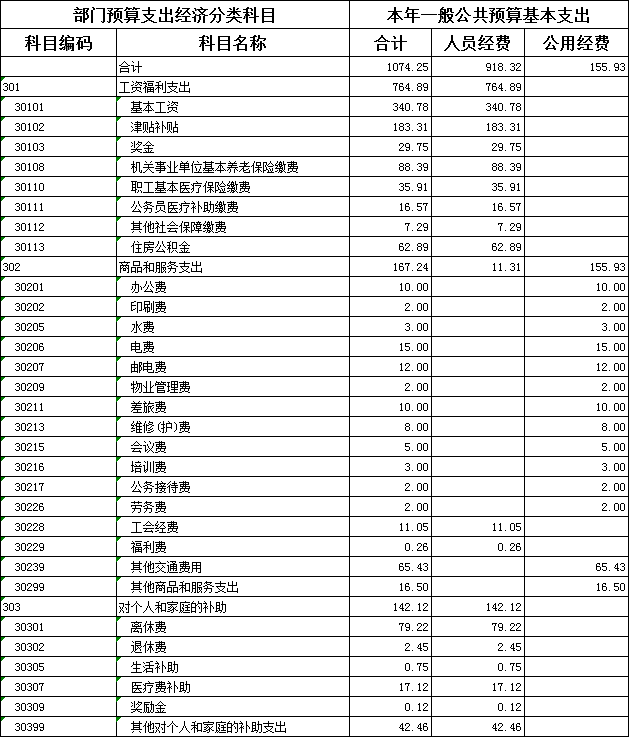 部门预算支出经济分类科目 本年一般公共预算基本支出
科目编码 科目名称 合计 人员经费 公用经费
合计 1074.25 918.32 155.93
301 工资福利支出 764.89 764.89
30101 基本工资 340.78 340.78
30102 津贴补贴 183.31 183.31
30103 奖金 29.75 29.75
30108 机关事业单位基本养老保险缴费 88.39 88.39
30110 职工基本医疗保险缴费 35.91 35.91
30111 公务员医疗补助缴费 16.57 16.57
30112 其他社会保障缴费 7.29 7.29
30113 住房公积金 62.89 62.89
302 商品和服务支出 167.24 11.31 155.93
30201 办公费 10.00 10.00
30202 印刷费 2.00 2.00
30205 水费 3.00 3.00
30206 电费 15.00 15.00
30207 邮电费 12.00 12.00
30209 物业管理费 2.00 2.00
30211 差旅费 10.00 10.00
30213 维修(护)费 8.00 8.00
30215 会议费 5.00 5.00
30216 培训费 3.00 3.00
30217 公务接待费 2.00 2.00
30226 劳务费 2.00 2.00
30228 工会经费 11.05 11.05
30229 福利费 0.26 0.26
30239 其他交通费用 65.43 65.43
30299 其他商品和服务支出 16.50 16.50
303 对个人和家庭的补助 142.12 142.12
30301 离休费 79.22 79.22
30302 退休费 2.45 2.45
30305 生活补助 0.75 0.75
30307 医疗费补助 17.12 17.12
30309 奖励金 0.12 0.12
30399 其他对个人和家庭的补助支出 42.46 42.46